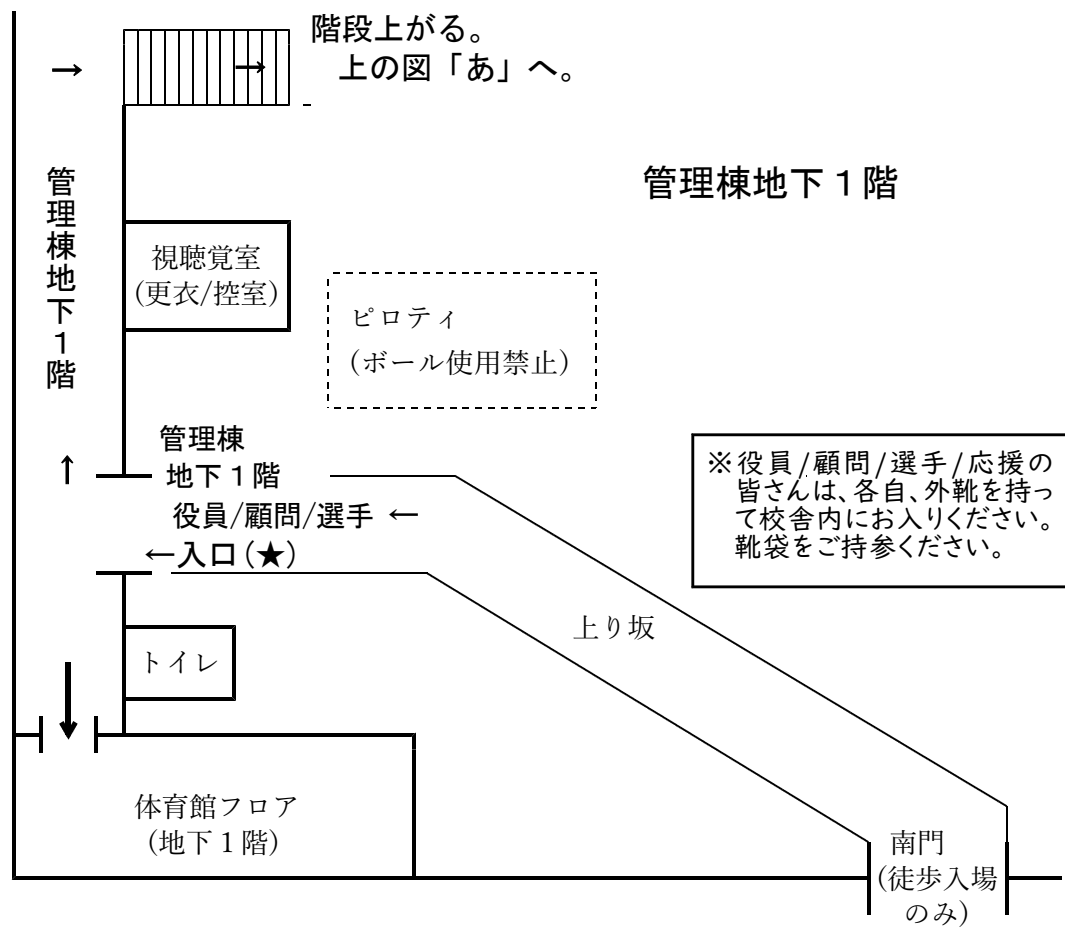 階段上がる。
上の図「あ」へ。
→
→
管理棟地下１階
管理棟地下１階
視聴覚室
(更衣/控室)
ピロティ
(ボール使用禁止)
↑
管理棟
地下１階
役員/顧問/選手 ←
←入口(★)
※役員/顧問/選手/応援の
皆さんは、各自、外靴を持っ
て校舎内にお入りください。
靴袋をご持参ください。
上り坂
トイレ
↓
体育館フロア
(地下１階)
南門
(徒歩入場
のみ)